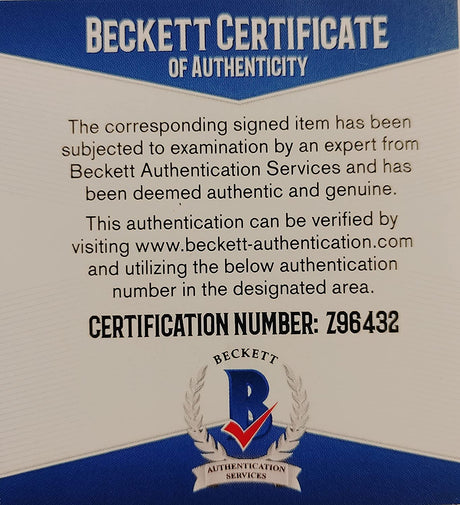 BECKETT CERTIFICATE
OF AUTHENTICITY
The corresponding signed item has been
subjected to examination by an expert from
Beckett Authentication Services and has
been deemed authentic and genuine.
This authentication can be verified by
visiting www.beckett-authentication.com
and utilizing the below authentication
number in the designated area.
CERTIFICATION NUMBER: Z96432
BECKETT
B
AUTHENTICATION
SERVICES